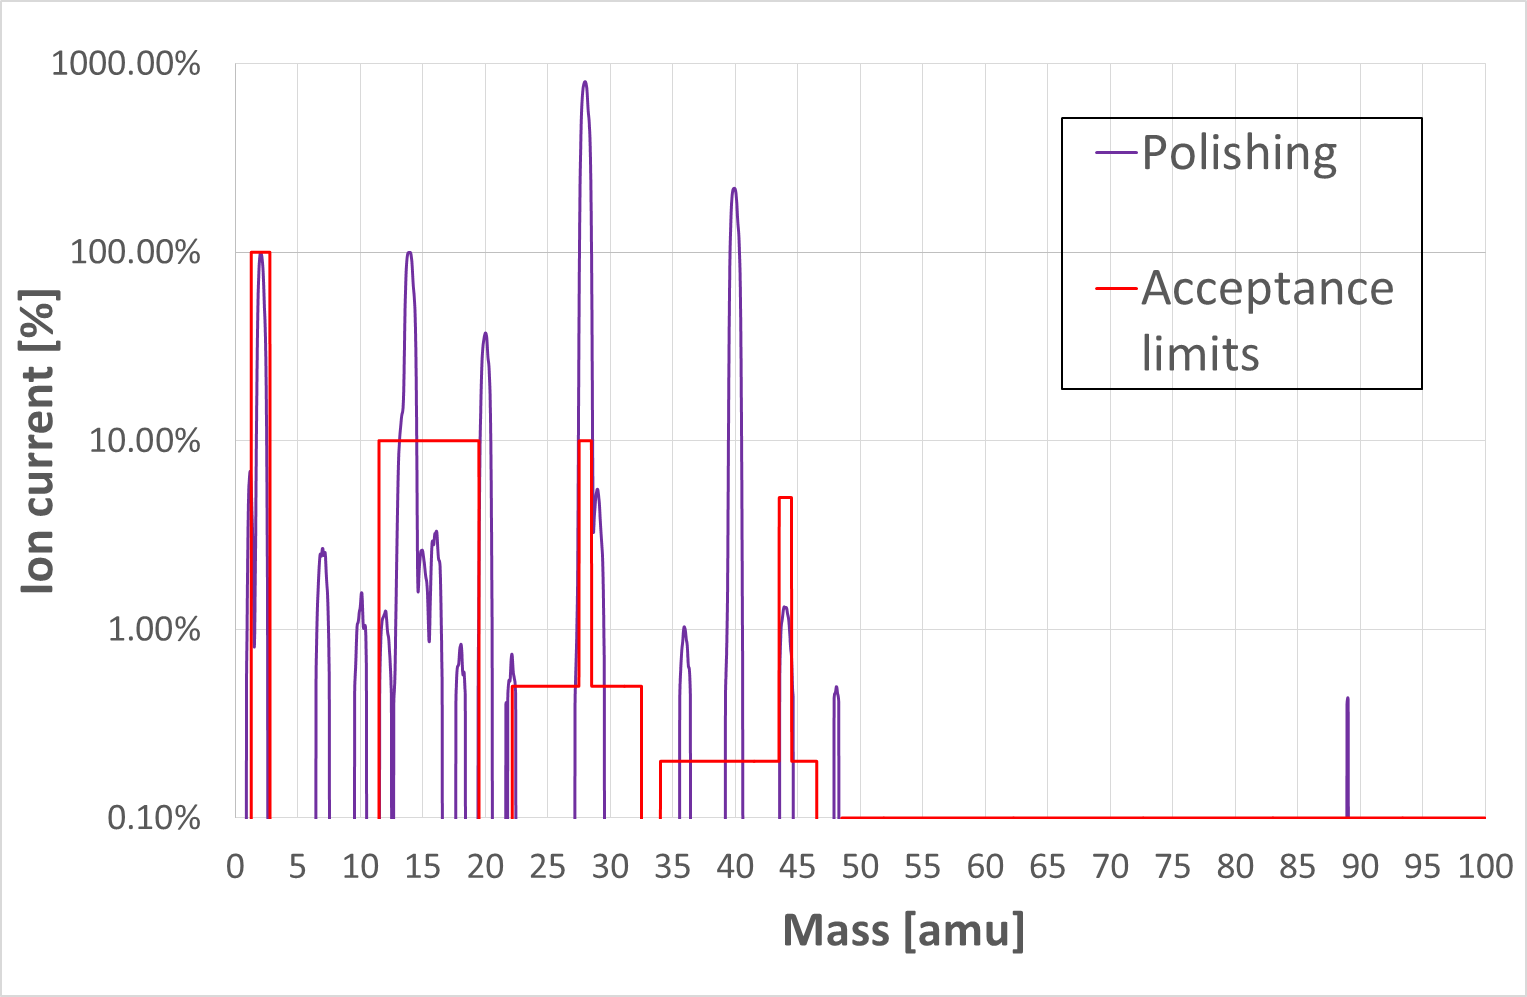 1000.00%
100.00%
10.00%
1.00%
0.10%
Ion current [%]
Polishing
Acceptance
limits
0 5 10 15 20 25 30 35 40 45 50 55 60 65 70 75 80 85 90 95 100
Mass [amu]